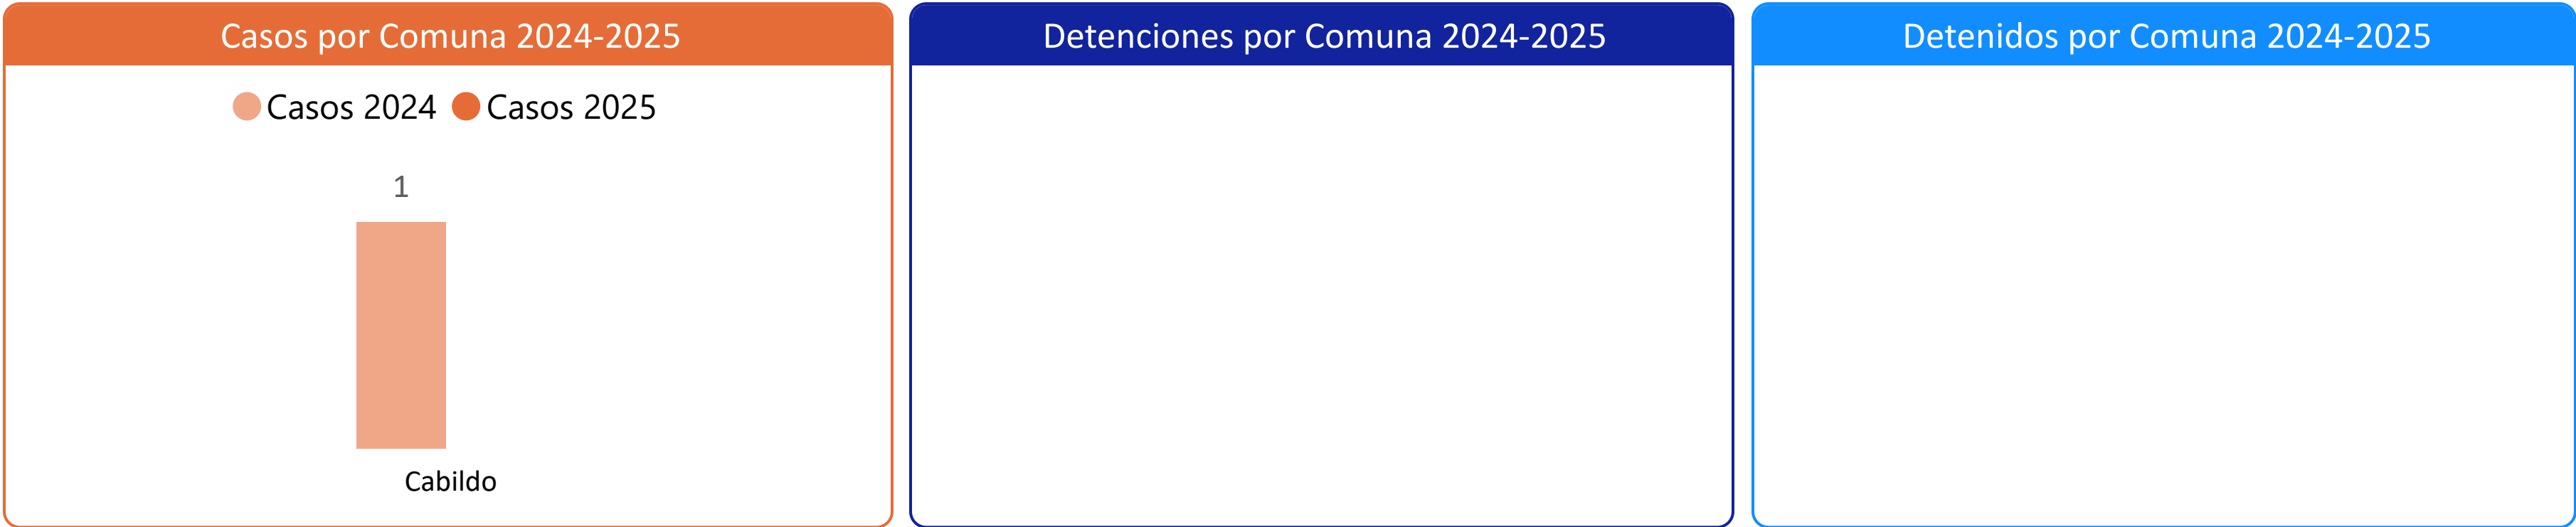 Casos por Comuna 2024-2025
Casos 2024 Casos 2025
1
Cabildo
Detenciones por Comuna 2024-2025
Detenidos por Comuna 2024-2025